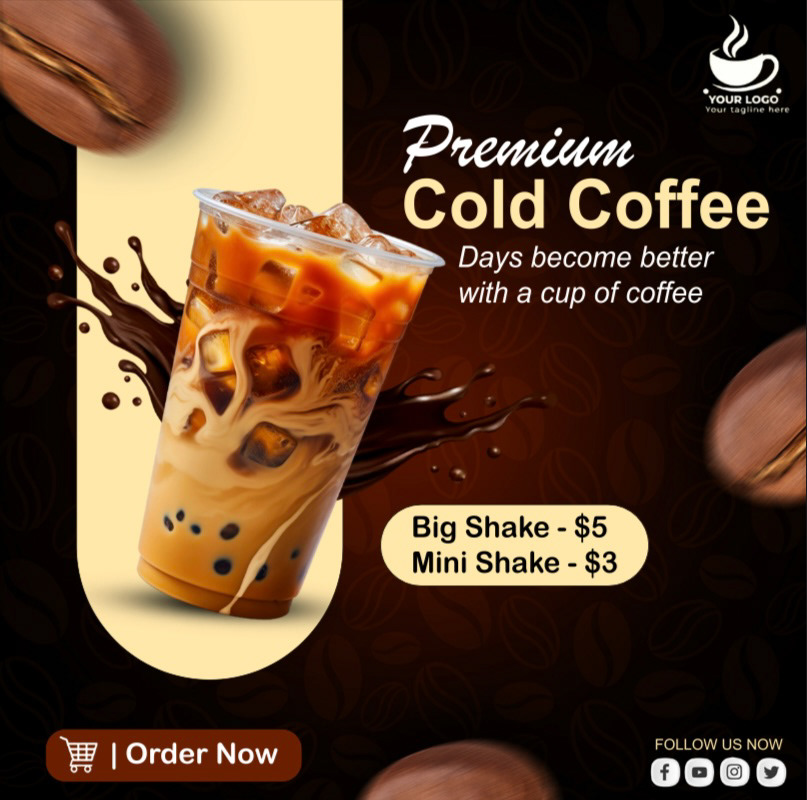 YOUR LOGO
Your tagline here
Premium
Cold Coffee
Days become better
with a cup of coffee
Big Shake - $5
Mini Shake - $3
| Order Now
FOLLOW US NOW